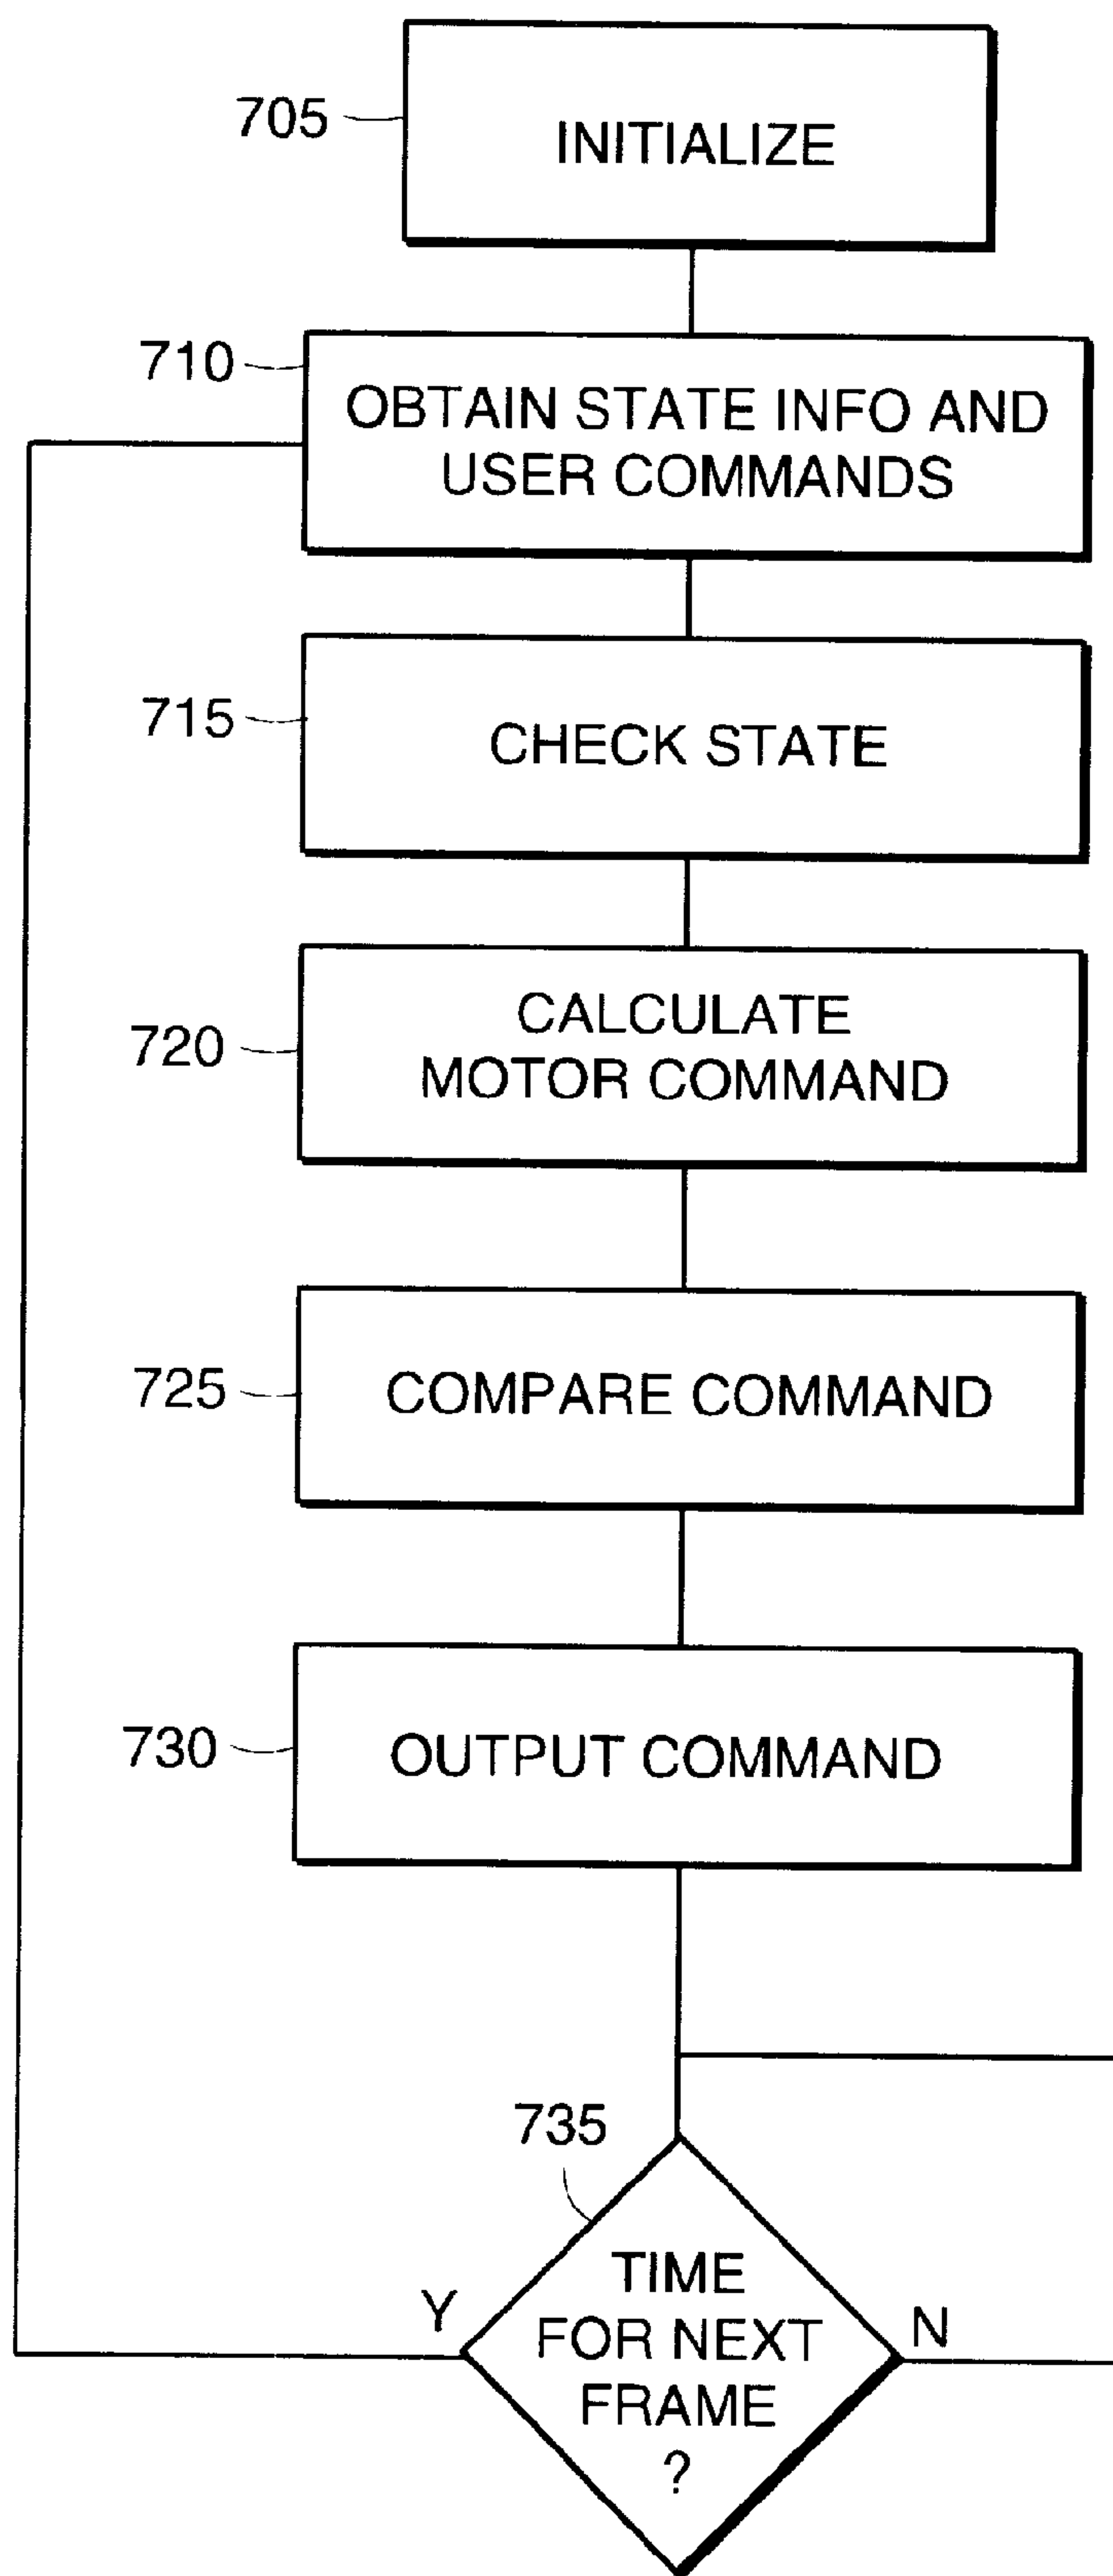 705
INITIALIZE
710
OBTAIN STATE INFO AND
USER COMMANDS
715
CHECK STATE
720
CALCULATE
MOTOR COMMAND
725
COMPARE COMMAND
730
OUTPUT COMMAND
735
TIME
FOR NEXT
FRAME
?
Y
N